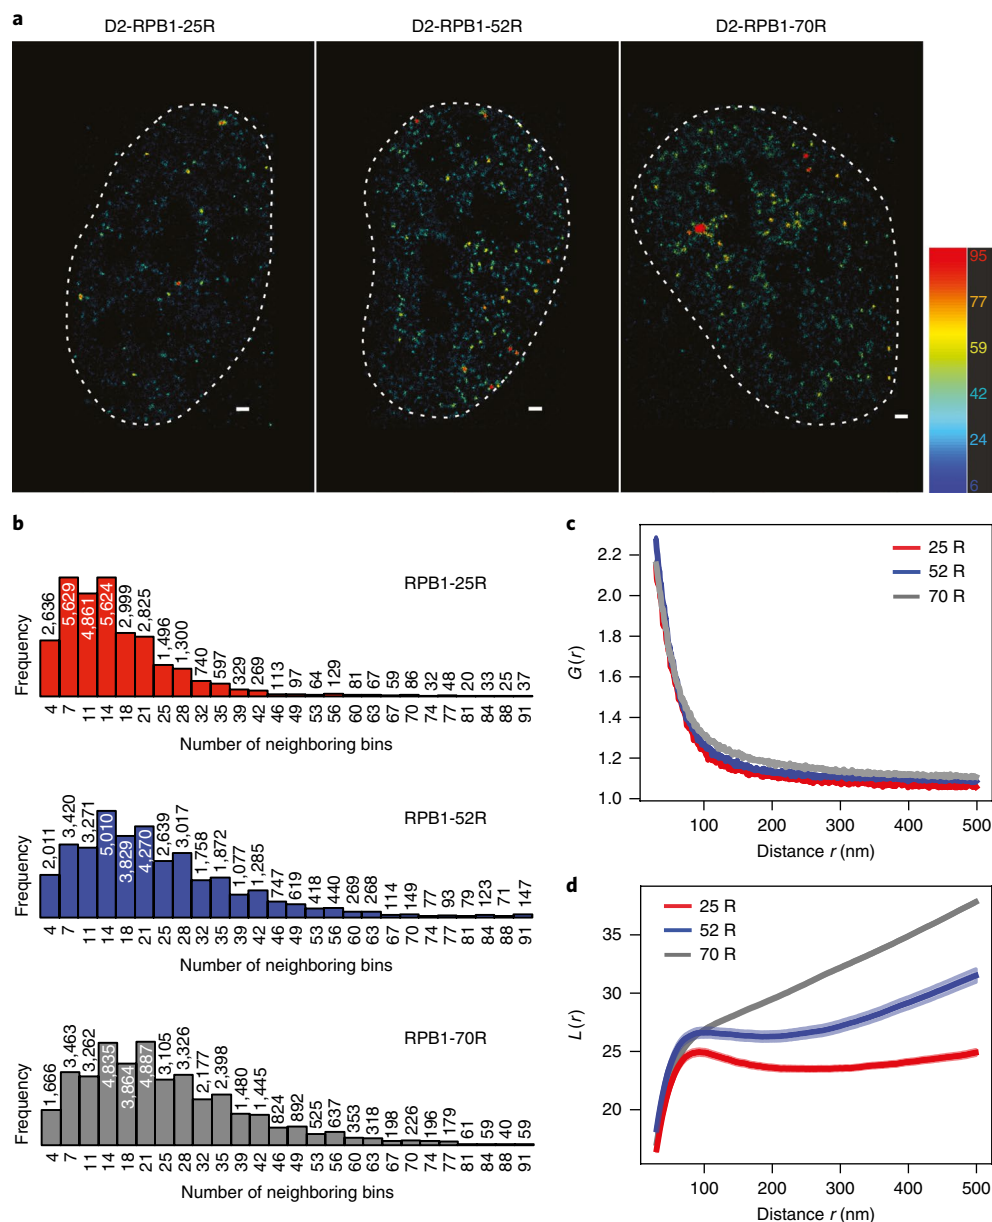 a
D2-RPB1-25R
D2-RPB1-52R
D2-RPB1-70R
95
77
59
42
24
6
b
RPB1-25R
Frequency
2,636 5,629 4,861 5,624 2,999 2,825 1,496 1,300 740 597 329 269 113 97 64 129 81 67 59 86 32 48 20 33 25 37
4 7 11 14 18 21 25 28 32 35 39 42 46 49 53 56 60 63 67 70 74 77 81 84 88 91
Number of neighboring bins
RPB1-52R
Frequency
2,011 3,420 3,271 5,010 3,829 4,270 2,639 3,017 1,758 1,872 1,077 1,285 747 619 418 440 269 268 114 149 77 93 79 123 71 147
4 7 11 14 18 21 25 28 32 35 39 42 46 49 53 56 60 63 67 70 74 77 81 84 88 91
Number of neighboring bins
RPB1-70R
Frequency
1,666 3,463 3,262 4,835 3,864 4,887 3,105 3,326 2,177 2,398 1,480 1,445 824 892 525 637 353 318 198 226 196 179 61 59 40 59
4 7 11 14 18 21 25 28 32 35 39 42 46 49 53 56 60 63 67 70 74 77 81 84 88 91
Number of neighboring bins
c
G(r)
2.2
2.0
1.8
1.6
1.4
1.2
1.0
25 R
52 R
70 R
100 200 300 400 500
Distance r (nm)
d
L(r)
35
30
25
20
25 R
52 R
70 R
100 200 300 400 500
Distance r (nm)